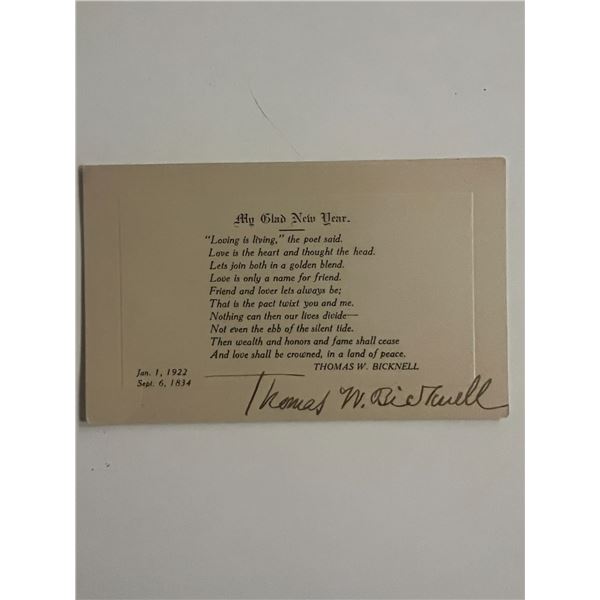 My Glad New Year.
"Loving is living," the poet said.
Love is the heart and thought the head.
Lets join both in a golden blend.
Love is only a name for friend.
Friend and lover lets always be;
That is the pact twixt you and me.
Nothing can then our lives divide—
Not even the ebb of the silent tide.
Then wealth and honors and fame shall cease
And love shall be crowned, in a land of peace.
THOMAS W. BICKNELL
Jan. 1, 1922
Sept. 6, 1834
Thomas W. Bicknell